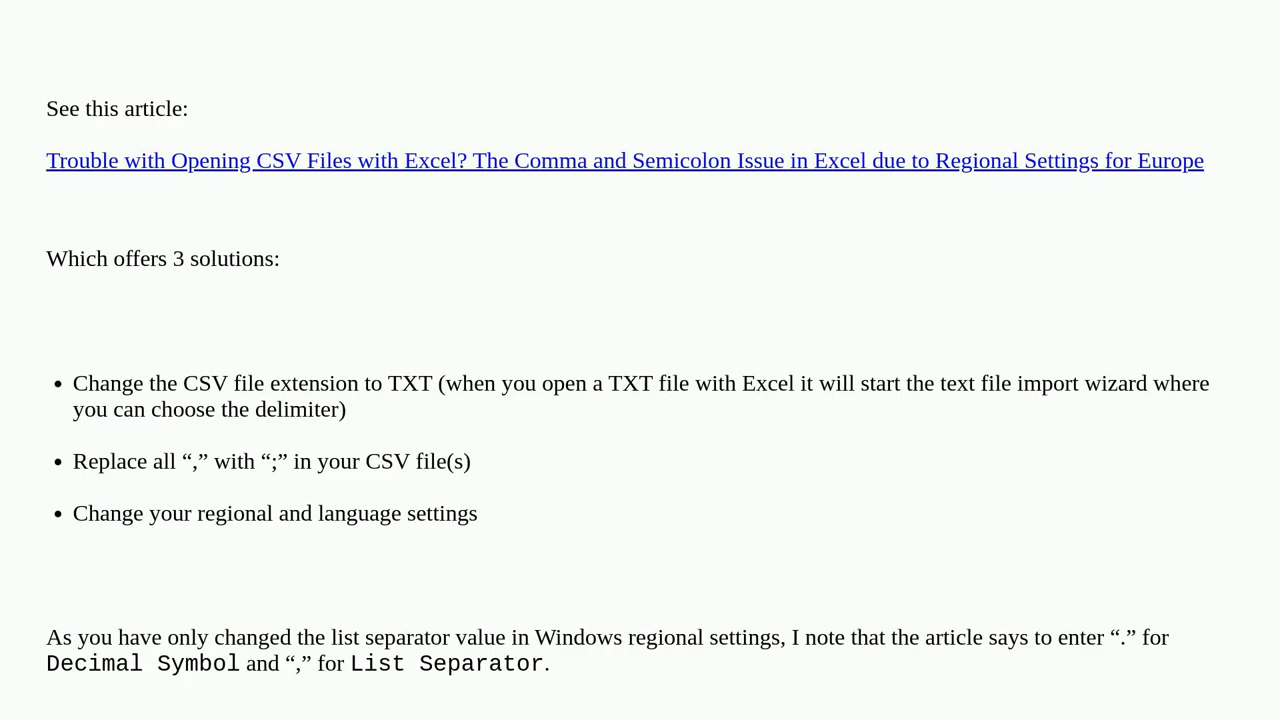 See this article:
Trouble with Opening CSV Files with Excel? The Comma and Semicolon Issue in Excel due to Regional Settings for Europe
Which offers 3 solutions:
• Change the CSV file extension to TXT (when you open a TXT file with Excel it will start the text file import wizard where
you can choose the delimiter)
• Replace all “,” with “;” in your CSV file(s)
• Change your regional and language settings
As you have only changed the list separator value in Windows regional settings, I note that the article says to enter “.” for
Decimal Symbol and “,” for List Separator.